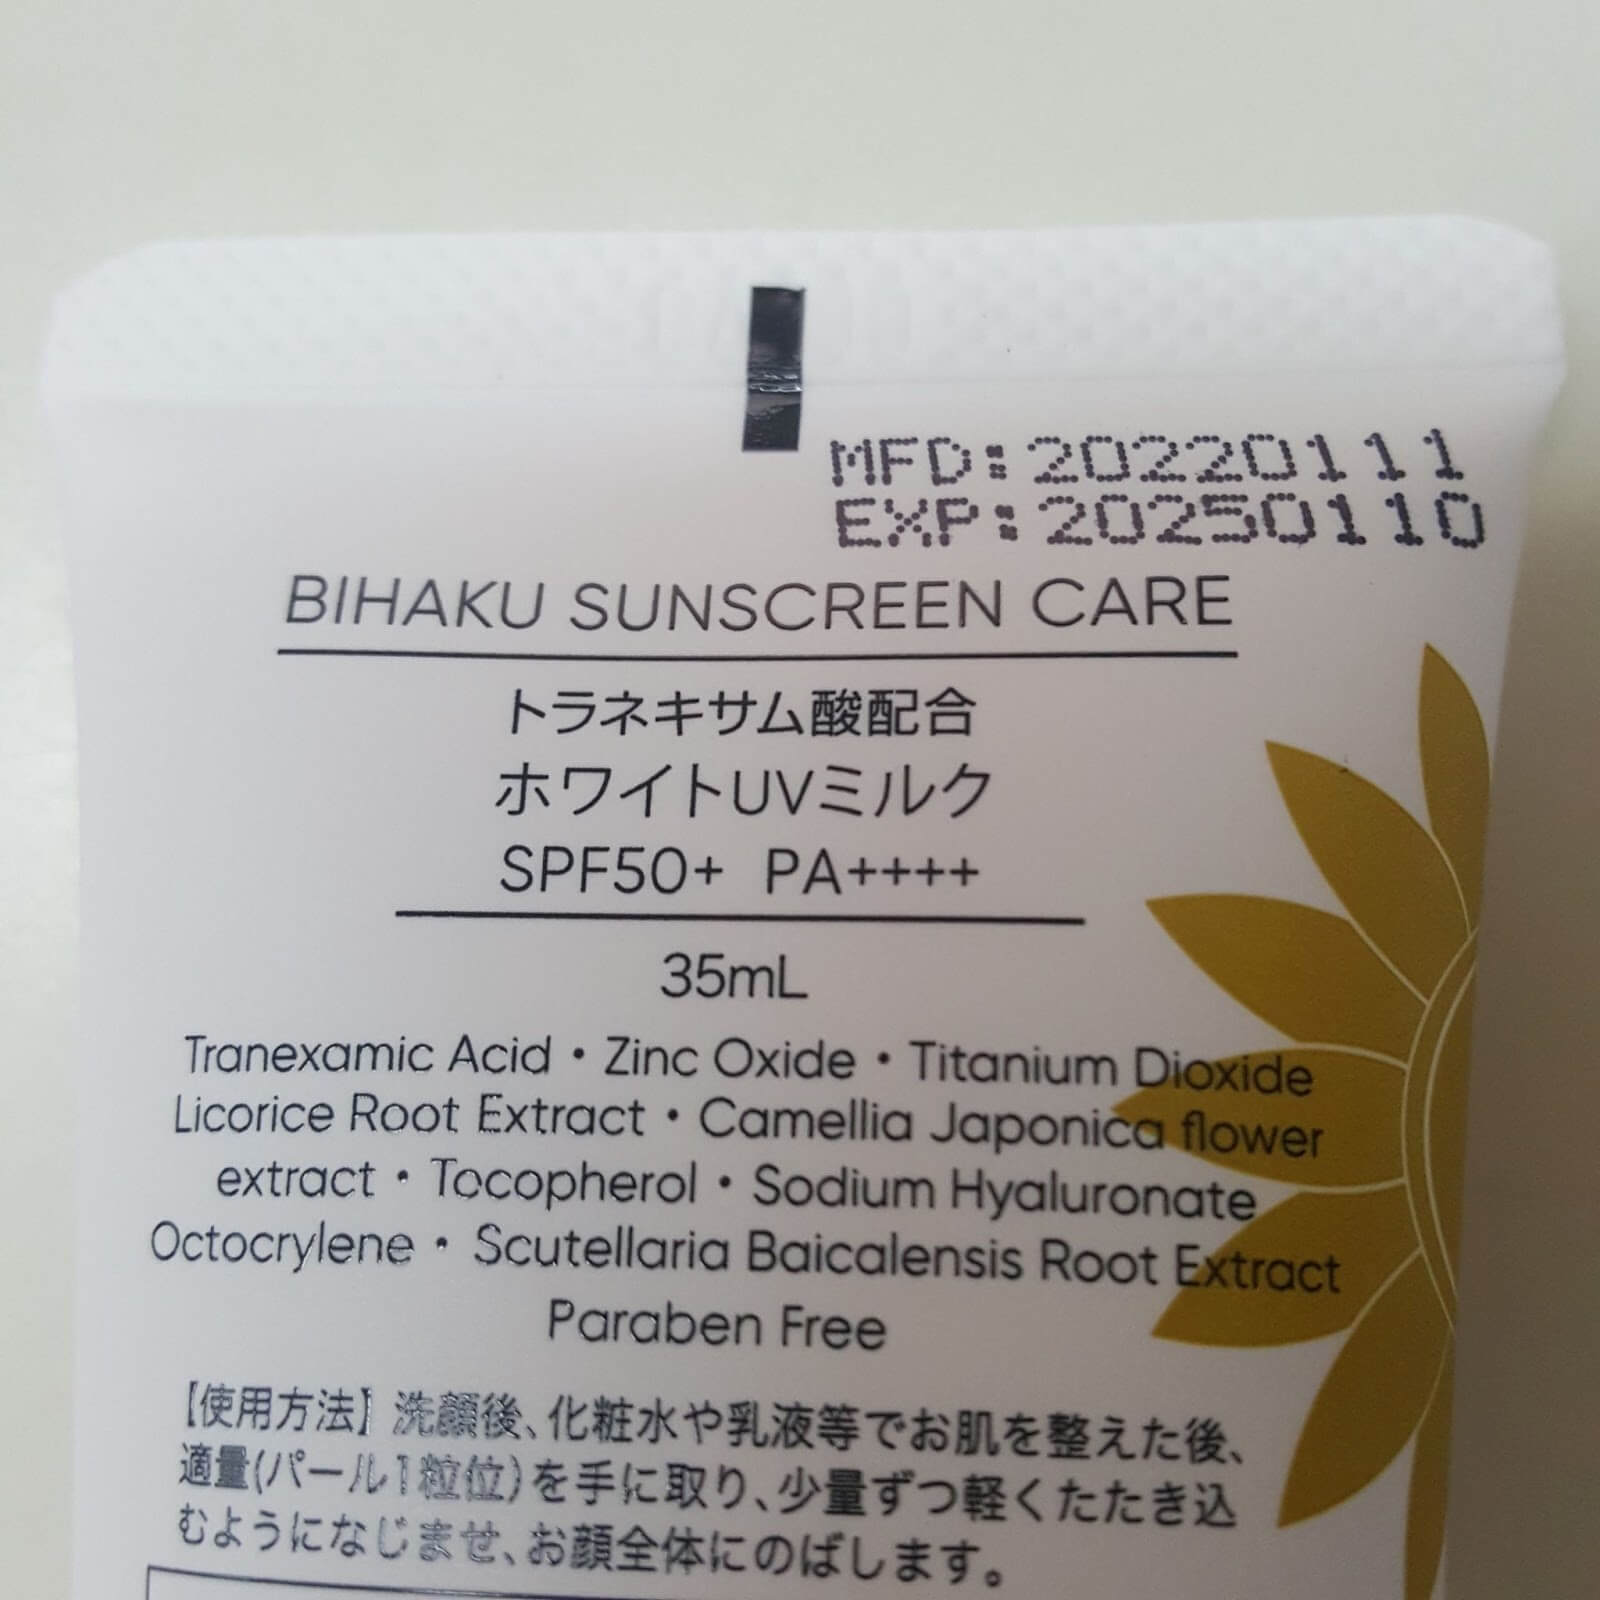 MFD:20220111
EXP:20250110
BIHAKU SUNSCREEN CARE
トラネキサム酸配合
ホワイトUVミルク
SPF50+ PA++++
35mL
Tranexamic Acid・Zinc Oxide・Titanium Dioxide
Licorice Root Extract・Camellia Japonica flower
extract・Tocopherol・Sodium Hyaluronate
Octocrylene・Scutellaria Baicalensis Root Extract
Paraben Free
【使用方法】洗顔後、化粧水や乳液等でお肌を整えた後、
適量(パール1粒位)を手に取り、少量ずつ軽くたたき込
むようになじませ、お顔全体にのばします。